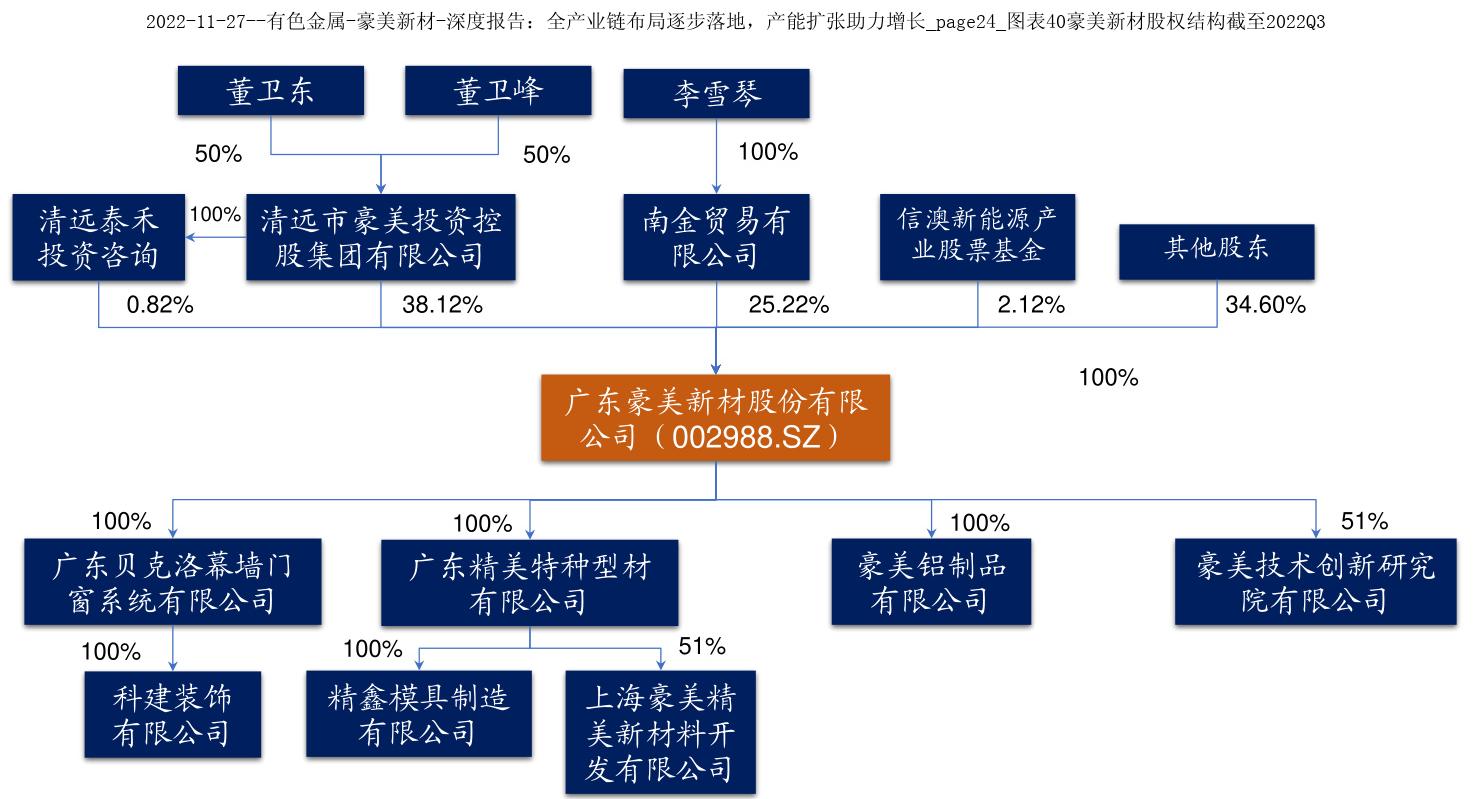 2022-11-27--有色金属-豪美新材-深度报告：全产业链布局逐步落地，产能扩张助力增长_page24_图表40豪美新材股权结构截至2022Q3
董卫东
董卫峰
李雪琴
50%
50%
100%
清远泰禾
投资咨询
100%
清远市豪美投资控
股集团有限公司
南金贸易有
限公司
信澳新能源产
业股票基金
其他股东
0.82%
38.12%
25.22%
2.12%
34.60%
100%
广东豪美新材股份有限
公司（002988.SZ）
100%
100%
100%
51%
广东贝克洛幕墙门
窗系统有限公司
广东精美特种型材
有限公司
豪美铝制品
有限公司
豪美技术创新研究
院有限公司
100%
100%
51%
科建装饰
有限公司
精鑫模具制造
有限公司
上海豪美精
美新材料开
发有限公司